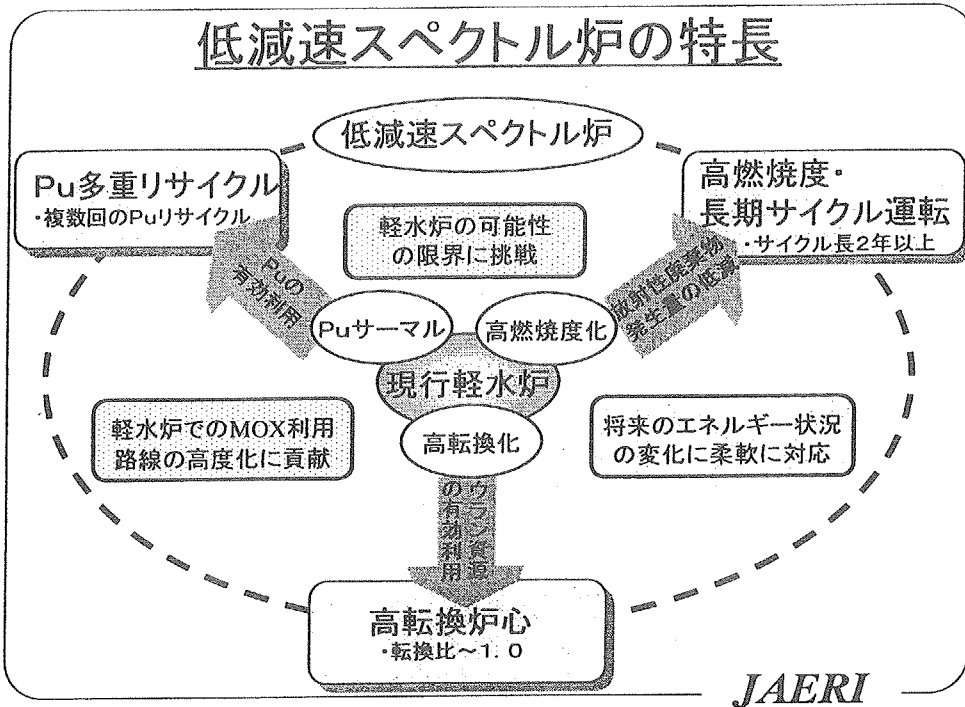 低減速スペクトル炉の特長
低減速スペクトル炉
Pu多重リサイクル
・複数回のPuリサイクル
高燃焼度・
長期サイクル運転
・サイクル長2年以上
軽水炉の可能性
の限界に挑戦
Puの
有効利用
放射性廃棄物
発生量の低減
Puサーマル
高燃焼度化
現行軽水炉
高転換化
軽水炉でのMOX利用
路線の高度化に貢献
将来のエネルギー状況
の変化に柔軟に対応
ウラン資源
の有効利用
高転換炉心
・転換比～1.0
JAERI